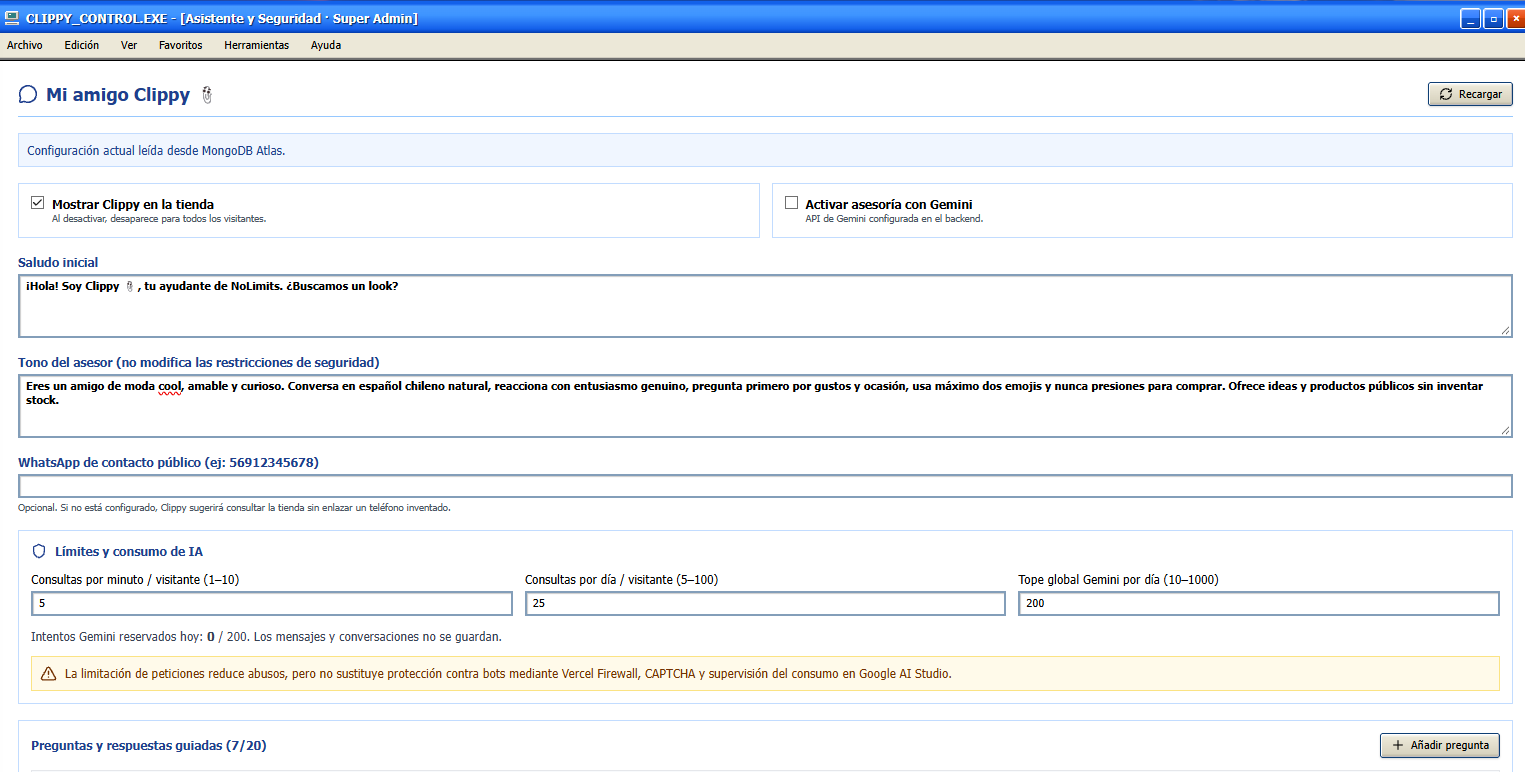 CLIPPY_CONTROL.EXE - [Asistente y Seguridad · Super Admin]
Archivo Edición Ver Favoritos Herramientas Ayuda
Mi amigo Clippy
Recargar
Configuración actual leída desde MongoDB Atlas.
Mostrar Clippy en la tienda
Al desactivar, desaparece para todos los visitantes.
Activar asesoría con Gemini
API de Gemini configurada en el backend.
Saludo inicial
¡Hola! Soy Clippy 📎, tu ayudante de NoLimits. ¿Buscamos un look?
Tono del asesor (no modifica las restricciones de seguridad)
Eres un amigo de moda cool, amable y curioso. Conversa en español chileno natural, reacciona con entusiasmo genuino, pregunta primero por gustos y ocasión, usa máximo dos emojis y nunca presiones para comprar. Ofrece ideas y productos públicos sin inventar
stock.
WhatsApp de contacto público (ej: 56912345678)
Opcional. Si no está configurado, Clippy sugerirá consultar la tienda sin enlazar un teléfono inventado.
Límites y consumo de IA
Consultas por minuto / visitante (1–10)
5
Consultas por día / visitante (5–100)
25
Tope global Gemini por día (10–1000)
200
Intentos Gemini reservados hoy: 0 / 200. Los mensajes y conversaciones no se guardan.
La limitación de peticiones reduce abusos, pero no sustituye protección contra bots mediante Vercel Firewall, CAPTCHA y supervisión del consumo en Google AI Studio.
Preguntas y respuestas guiadas (7/20)
Añadir pregunta